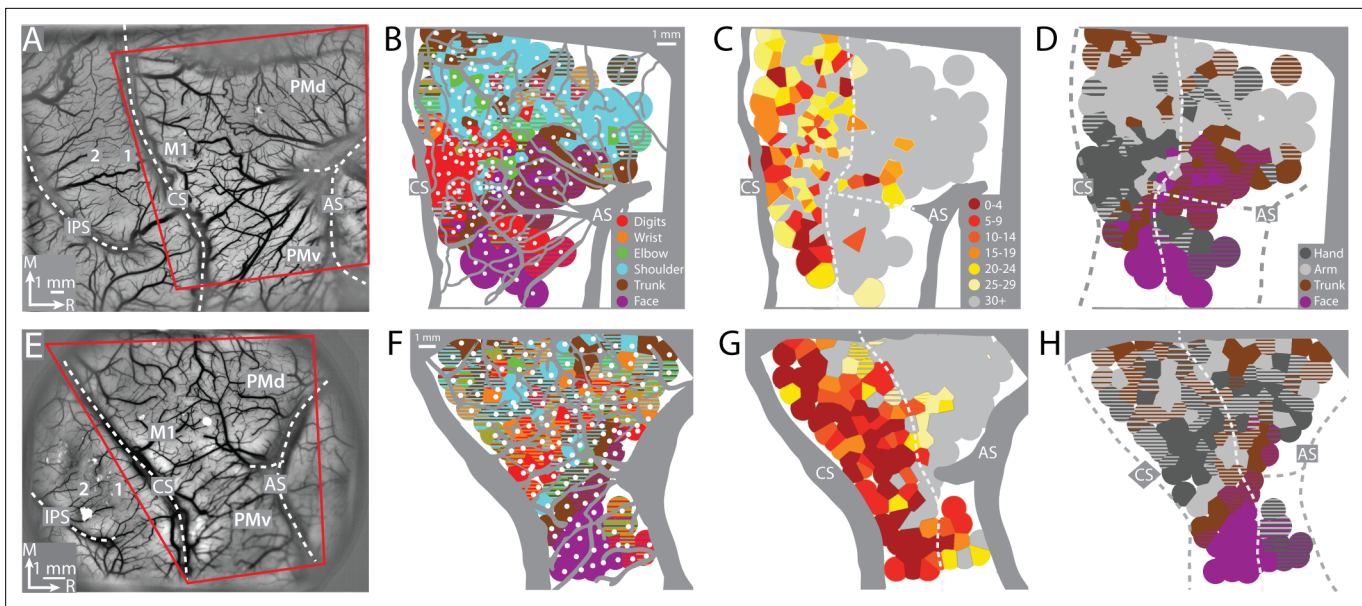 A
PMd
M1
2 1
CS
IPS
AS
PMv
M
1 mm
R
B
1 mm
CS
AS
Digits
Wrist
Elbow
Shoulder
Trunk
Face
C
CS
AS
0-4
5-9
10-14
15-19
20-24
25-29
30+
D
CS
AS
Hand
Arm
Trunk
Face
E
PMd
M1
2 1
CS
AS
IPS
PMv
M
1 mm
R
F
1 mm
G
CS
AS
H
CS
AS